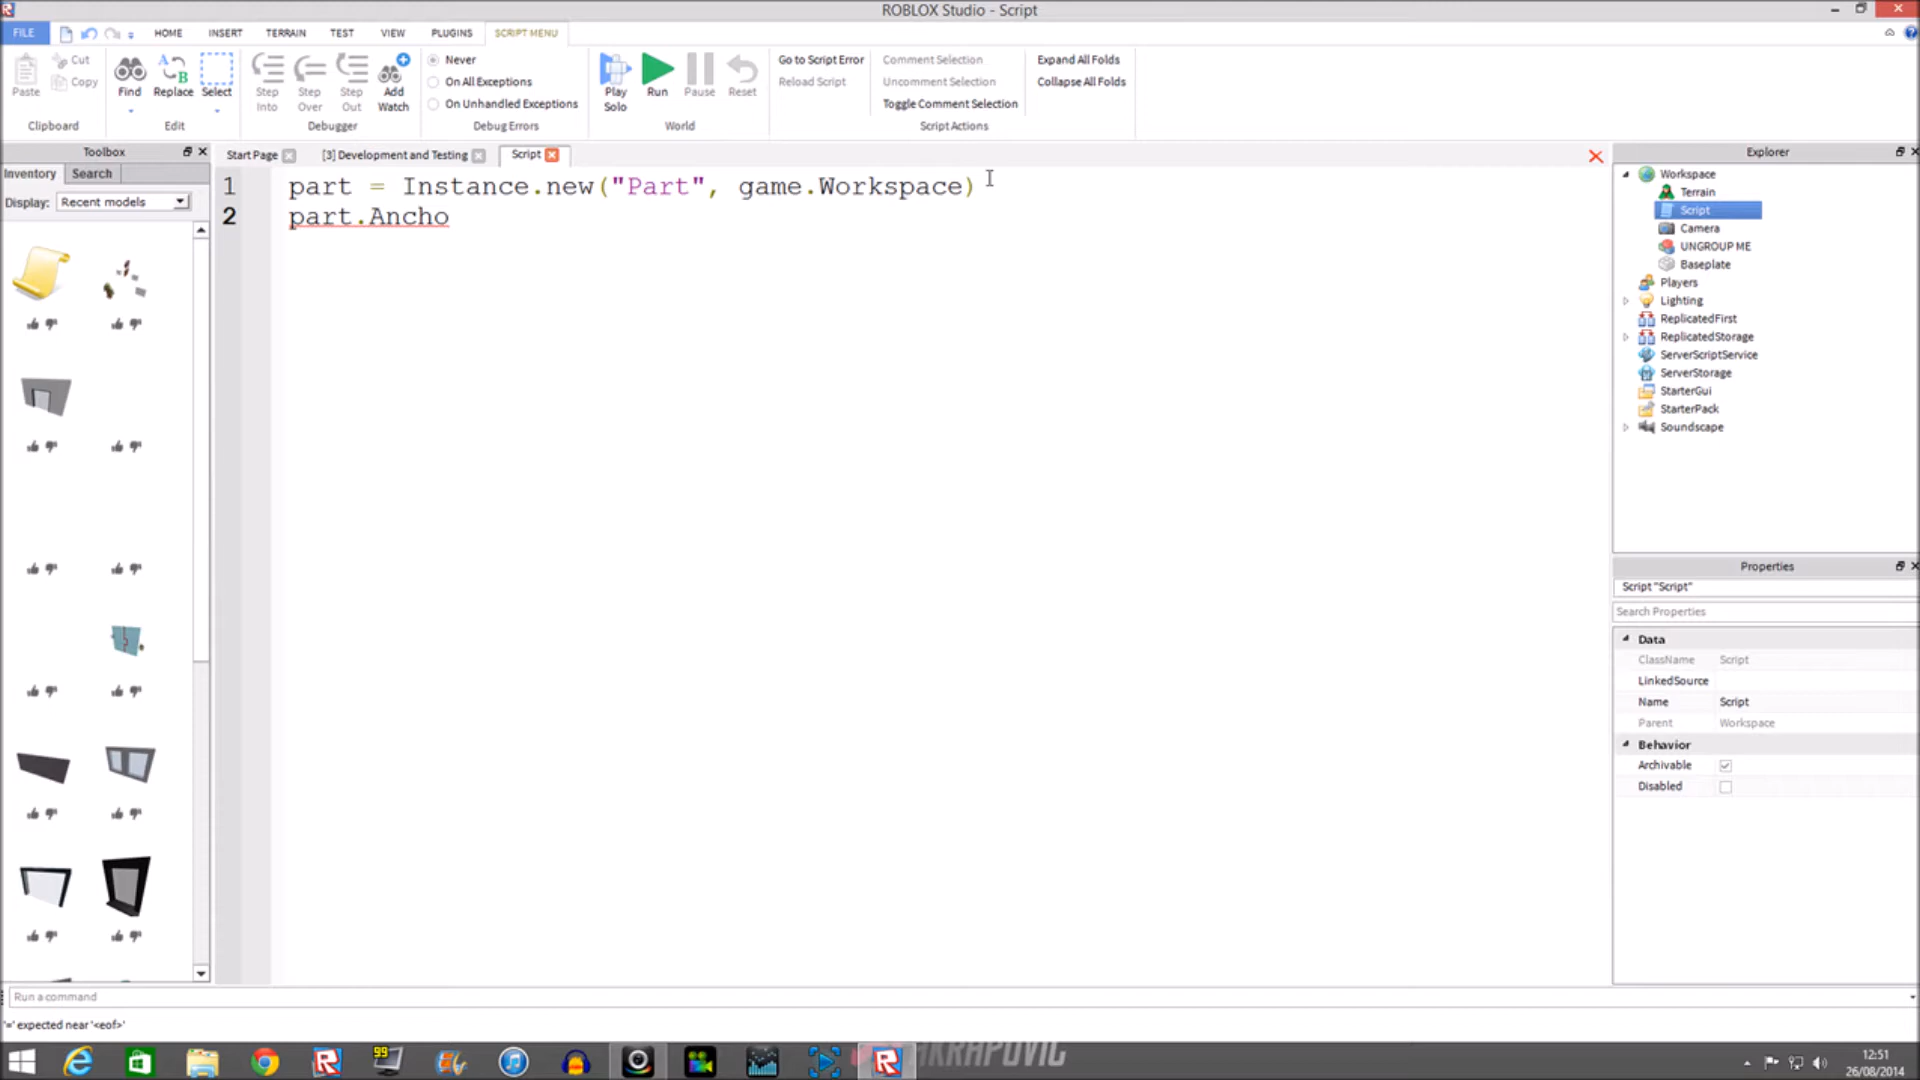 ROBLOX Studio - Script
FILE
HOME
INSERT
TERRAIN
TEST
VIEW
PLUGINS
SCRIPT MENU
Paste
Cut
Copy
Clipboard
Find
Replace
Select
Edit
Step Into
Step Over
Step Out
Add Watch
Debugger
Never
On All Exceptions
On Unhandled Exceptions
Debug Errors
Play Solo
Run
Pause
Reset
World
Go to Script Error
Reload Script
Comment Selection
Uncomment Selection
Toggle Comment Selection
Script Actions
Expand All Folds
Collapse All Folds
Toolbox
Inventory
Search
Display:
Recent models
Start Page
[3] Development and Testing
Script
1 part = Instance.new("Part", game.Workspace)
2 part.Ancho
Explorer
Workspace
Terrain
Script
Camera
UNGROUP ME
Baseplate
Players
Lighting
ReplicatedFirst
ReplicatedStorage
ServerScriptService
ServerStorage
StarterGui
StarterPack
Soundscape
Properties
Script "Script"
Search Properties
Data
ClassName Script
LinkedSource
Name Script
Parent Workspace
Behavior
Archivable
Disabled
Run a command
'=' expected near '<eof>'
99
AKRAPOVIC
12:51
26/08/2014